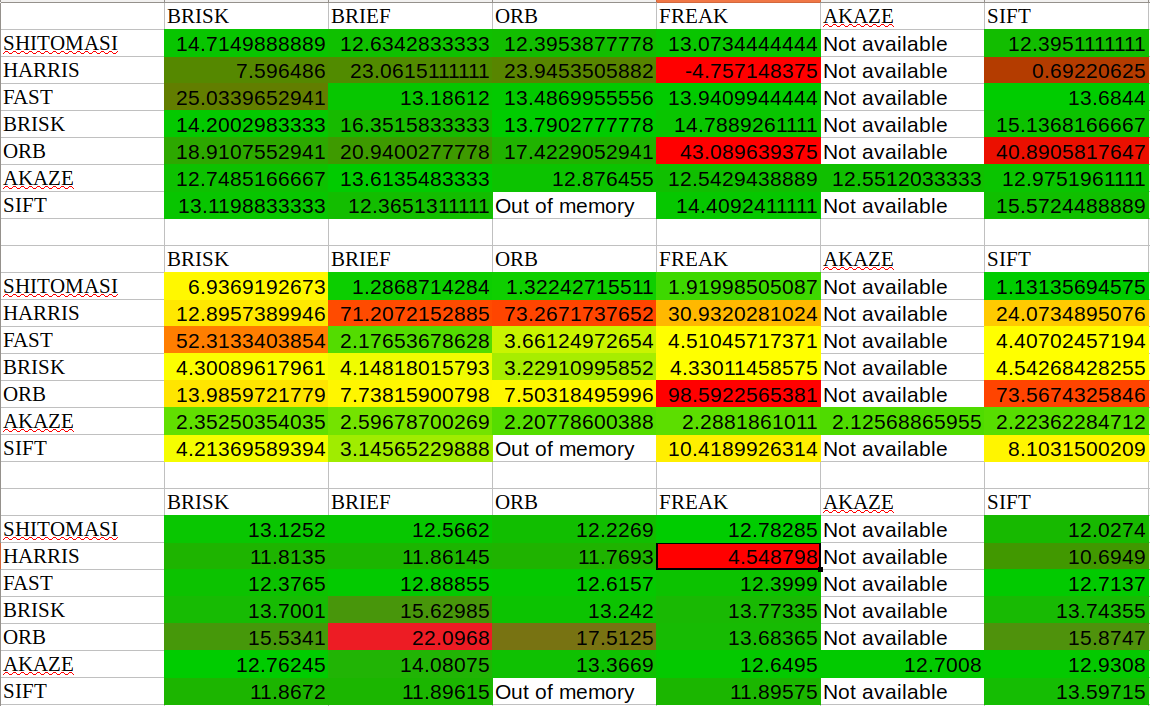 BRISK BRIEF ORB FREAK AKAZE SIFT
SHITOMASI 14.7149888889 12.6342833333 12.3953877778 13.0734444444 Not available 12.3951111111
HARRIS 7.596486 23.0615111111 23.9453505882 -4.757148375 Not available 0.69220625
FAST 25.0339652941 13.18612 13.4869955556 13.9409944444 Not available 13.6844
BRISK 14.2002983333 16.3515833333 13.7902777778 14.7889261111 Not available 15.1368166667
ORB 18.9107552941 20.9400277778 17.4229052941 43.089639375 Not available 40.8905817647
AKAZE 12.7485166667 13.6135483333 12.876455 12.5429438889 12.5512033333 12.9751961111
SIFT 13.1198833333 12.3651311111 Out of memory 14.4092411111 Not available 15.5724488889
BRISK BRIEF ORB FREAK AKAZE SIFT
SHITOMASI 6.9369192673 1.2868714284 1.32242715511 1.91998505087 Not available 1.13135694575
HARRIS 12.8957389946 71.2072152885 73.2671737652 30.9320281024 Not available 24.0734895076
FAST 52.3133403854 2.17653678628 3.66124972654 4.51045717371 Not available 4.40702457194
BRISK 4.30089617961 4.14818015793 3.22910995852 4.33011458575 Not available 4.54268428255
ORB 13.9859721779 7.73815900798 7.50318495996 98.5922565381 Not available 73.5674325846
AKAZE 2.35250354035 2.59678700269 2.20778600388 2.2881861011 2.12568865955 2.22362284712
SIFT 4.21369589394 3.14565229888 Out of memory 10.4189926314 Not available 8.1031500209
BRISK BRIEF ORB FREAK AKAZE SIFT
SHITOMASI 13.1252 12.5662 12.2269 12.78285 Not available 12.0274
HARRIS 11.8135 11.86145 11.7693 4.548798 Not available 10.6949
FAST 12.3765 12.88855 12.6157 12.3999 Not available 12.7137
BRISK 13.7001 15.62985 13.242 13.77335 Not available 13.74355
ORB 15.5341 22.0968 17.5125 13.68365 Not available 15.8747
AKAZE 12.76245 14.08075 13.3669 12.6495 12.7008 12.9308
SIFT 11.8672 11.89615 Out of memory 11.89575 Not available 13.59715